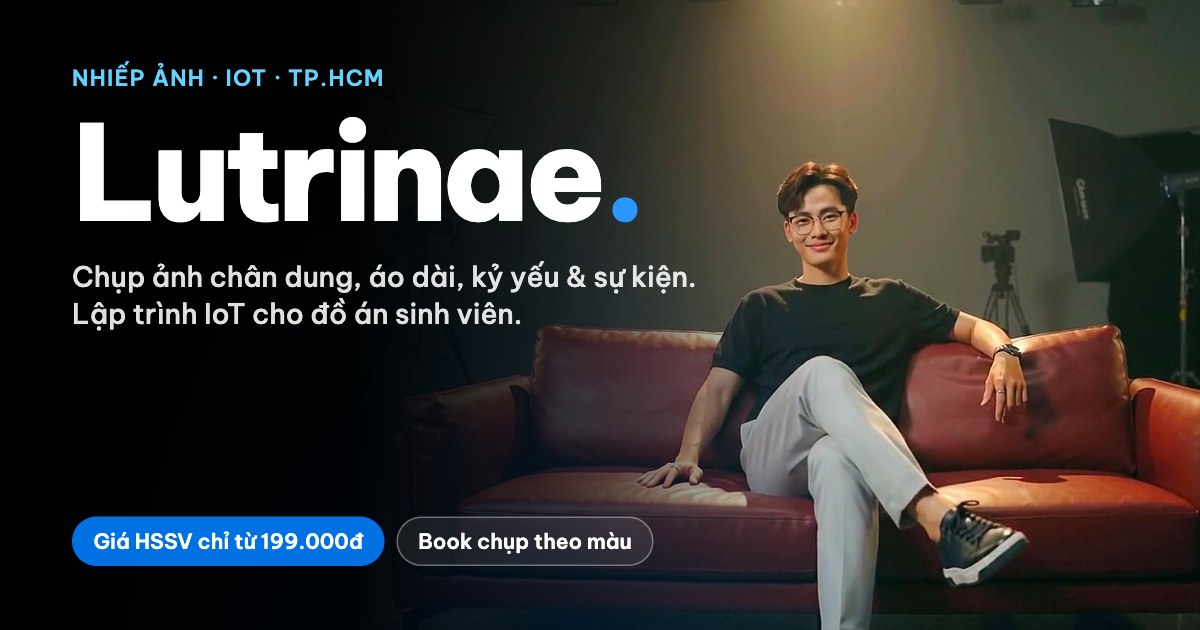 NHIẾP ẢNH · IOT · TP.HCM
Lutrinae.
Chụp ảnh chân dung, áo dài, kỷ yếu & sự kiện.
Lập trình IoT cho đồ án sinh viên.
Giá HSSV chỉ từ 199.000đ
Book chụp theo màu